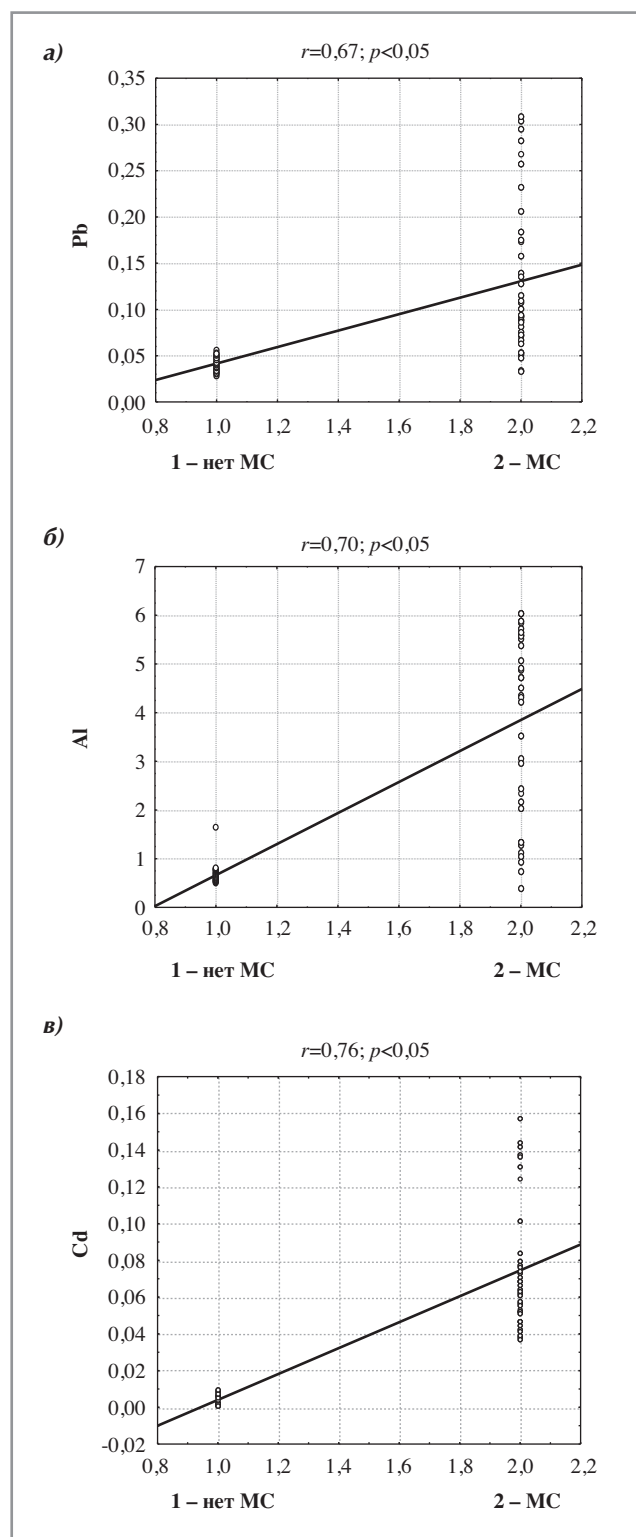 а)
r=0,67; p<0,05
0,35
0,30
0,25
0,20
0,15
0,10
0,05
0,00
Pb
0,8 1,0 1,2 1,4 1,6 1,8 2,0 2,2
1 – нет МС 2 – МС
б)
r=0,70; p<0,05
7
6
5
4
3
2
1
0
Al
0,8 1,0 1,2 1,4 1,6 1,8 2,0 2,2
1 – нет МС 2 – МС
в)
r=0,76; p<0,05
0,18
0,16
0,14
0,12
0,10
0,08
0,06
0,04
0,02
0,00
-0,02
Cd
0,8 1,0 1,2 1,4 1,6 1,8 2,0 2,2
1 – нет МС 2 – МС